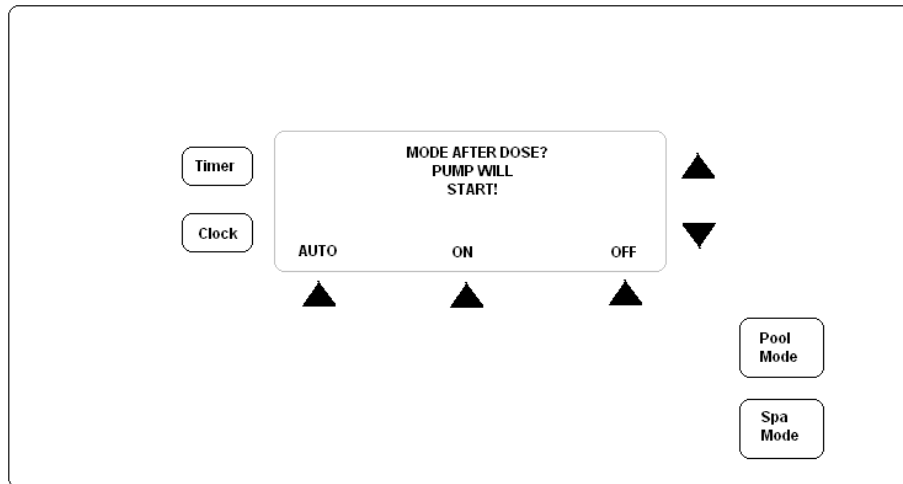 MODE AFTER DOSE?
PUMP WILL
START!
Timer
Clock
AUTO ON OFF
Pool
Mode
Spa
Mode